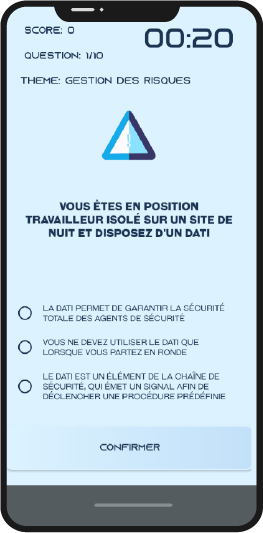 SCORE: 0
00:20
QUESTION: 1/10
THEME: GESTION DES RISQUES
VOUS ÊTES EN POSITION
TRAVAILLEUR ISOLÉ SUR UN SITE DE
NUIT ET DISPOSEZ D'UN DATI
LA DATI PERMET DE GARANTIR LA SÉCURITÉ
TOTALE DES AGENTS DE SÉCURITÉ
VOUS NE DEVEZ UTILISER LE DATI QUE
LORSQUE VOUS PARTEZ EN RONDE
LE DATI EST UN ÉLÉMENT DE LA CHAÎNE DE
SÉCURITÉ, QUI ÉMET UN SIGNAL AFIN DE
DÉCLENCHER UNE PROCÉDURE PRÉDÉFINIE
CONFIRMER